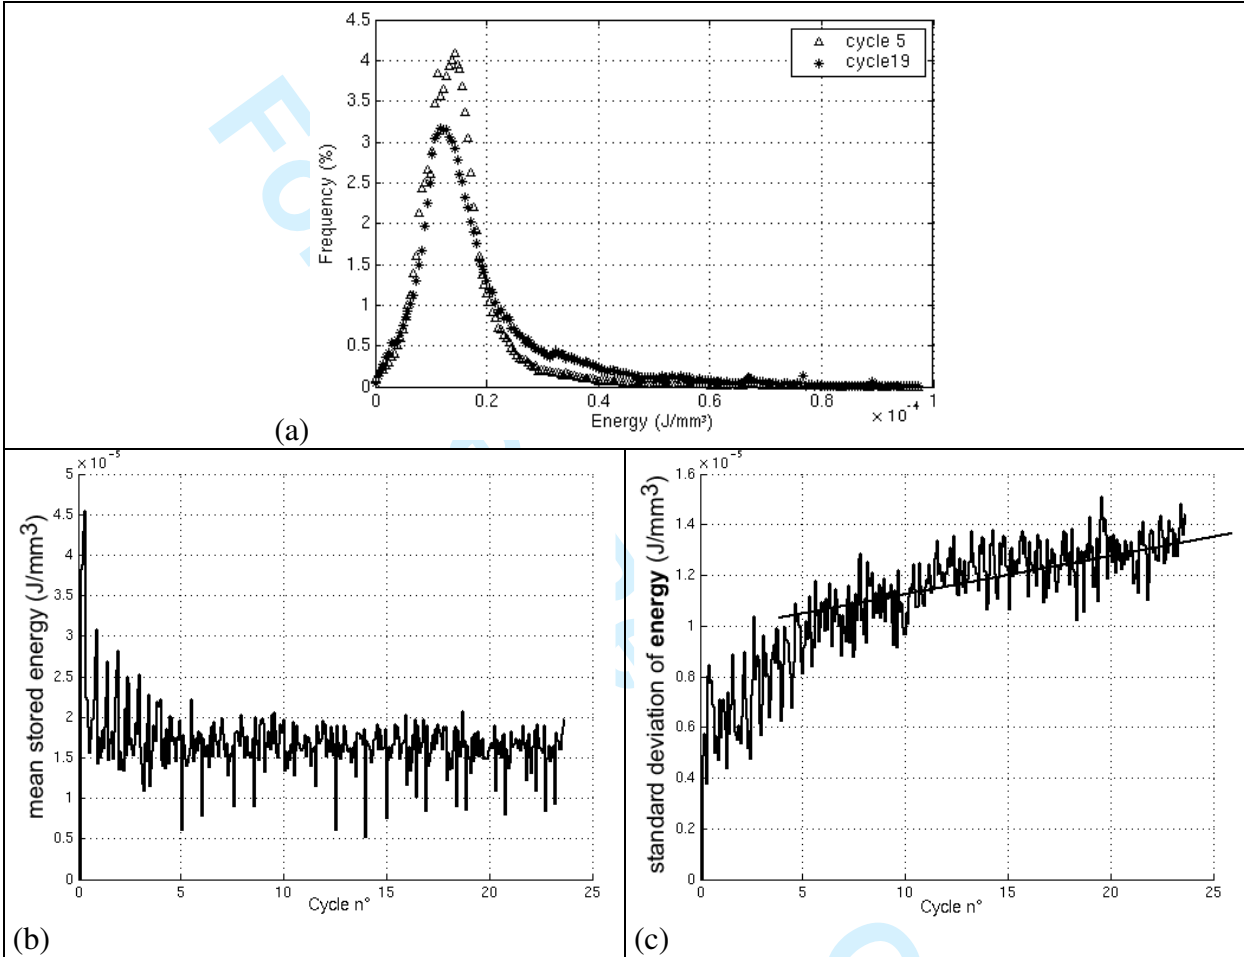 4.5
4
3.5
3
2.5
2
1.5
1
0.5
0
Frequency (%)
△ cycle 5
* cycle19
0 0.2 0.4 0.6 0.8 1
× 10⁻⁴
Energy (J/mm³)
(a)
× 10⁻⁵
5
4.5
4
3.5
3
2.5
2
1.5
1
0.5
0
mean stored energy (J/mm³)
0 5 10 15 20 25
Cycle n°
(b)
× 10⁻⁵
1.6
1.4
1.2
1
0.8
0.6
0.4
0.2
0
standard deviation of energy (J/mm³)
0 5 10 15 20 25
Cycle n°
(c)